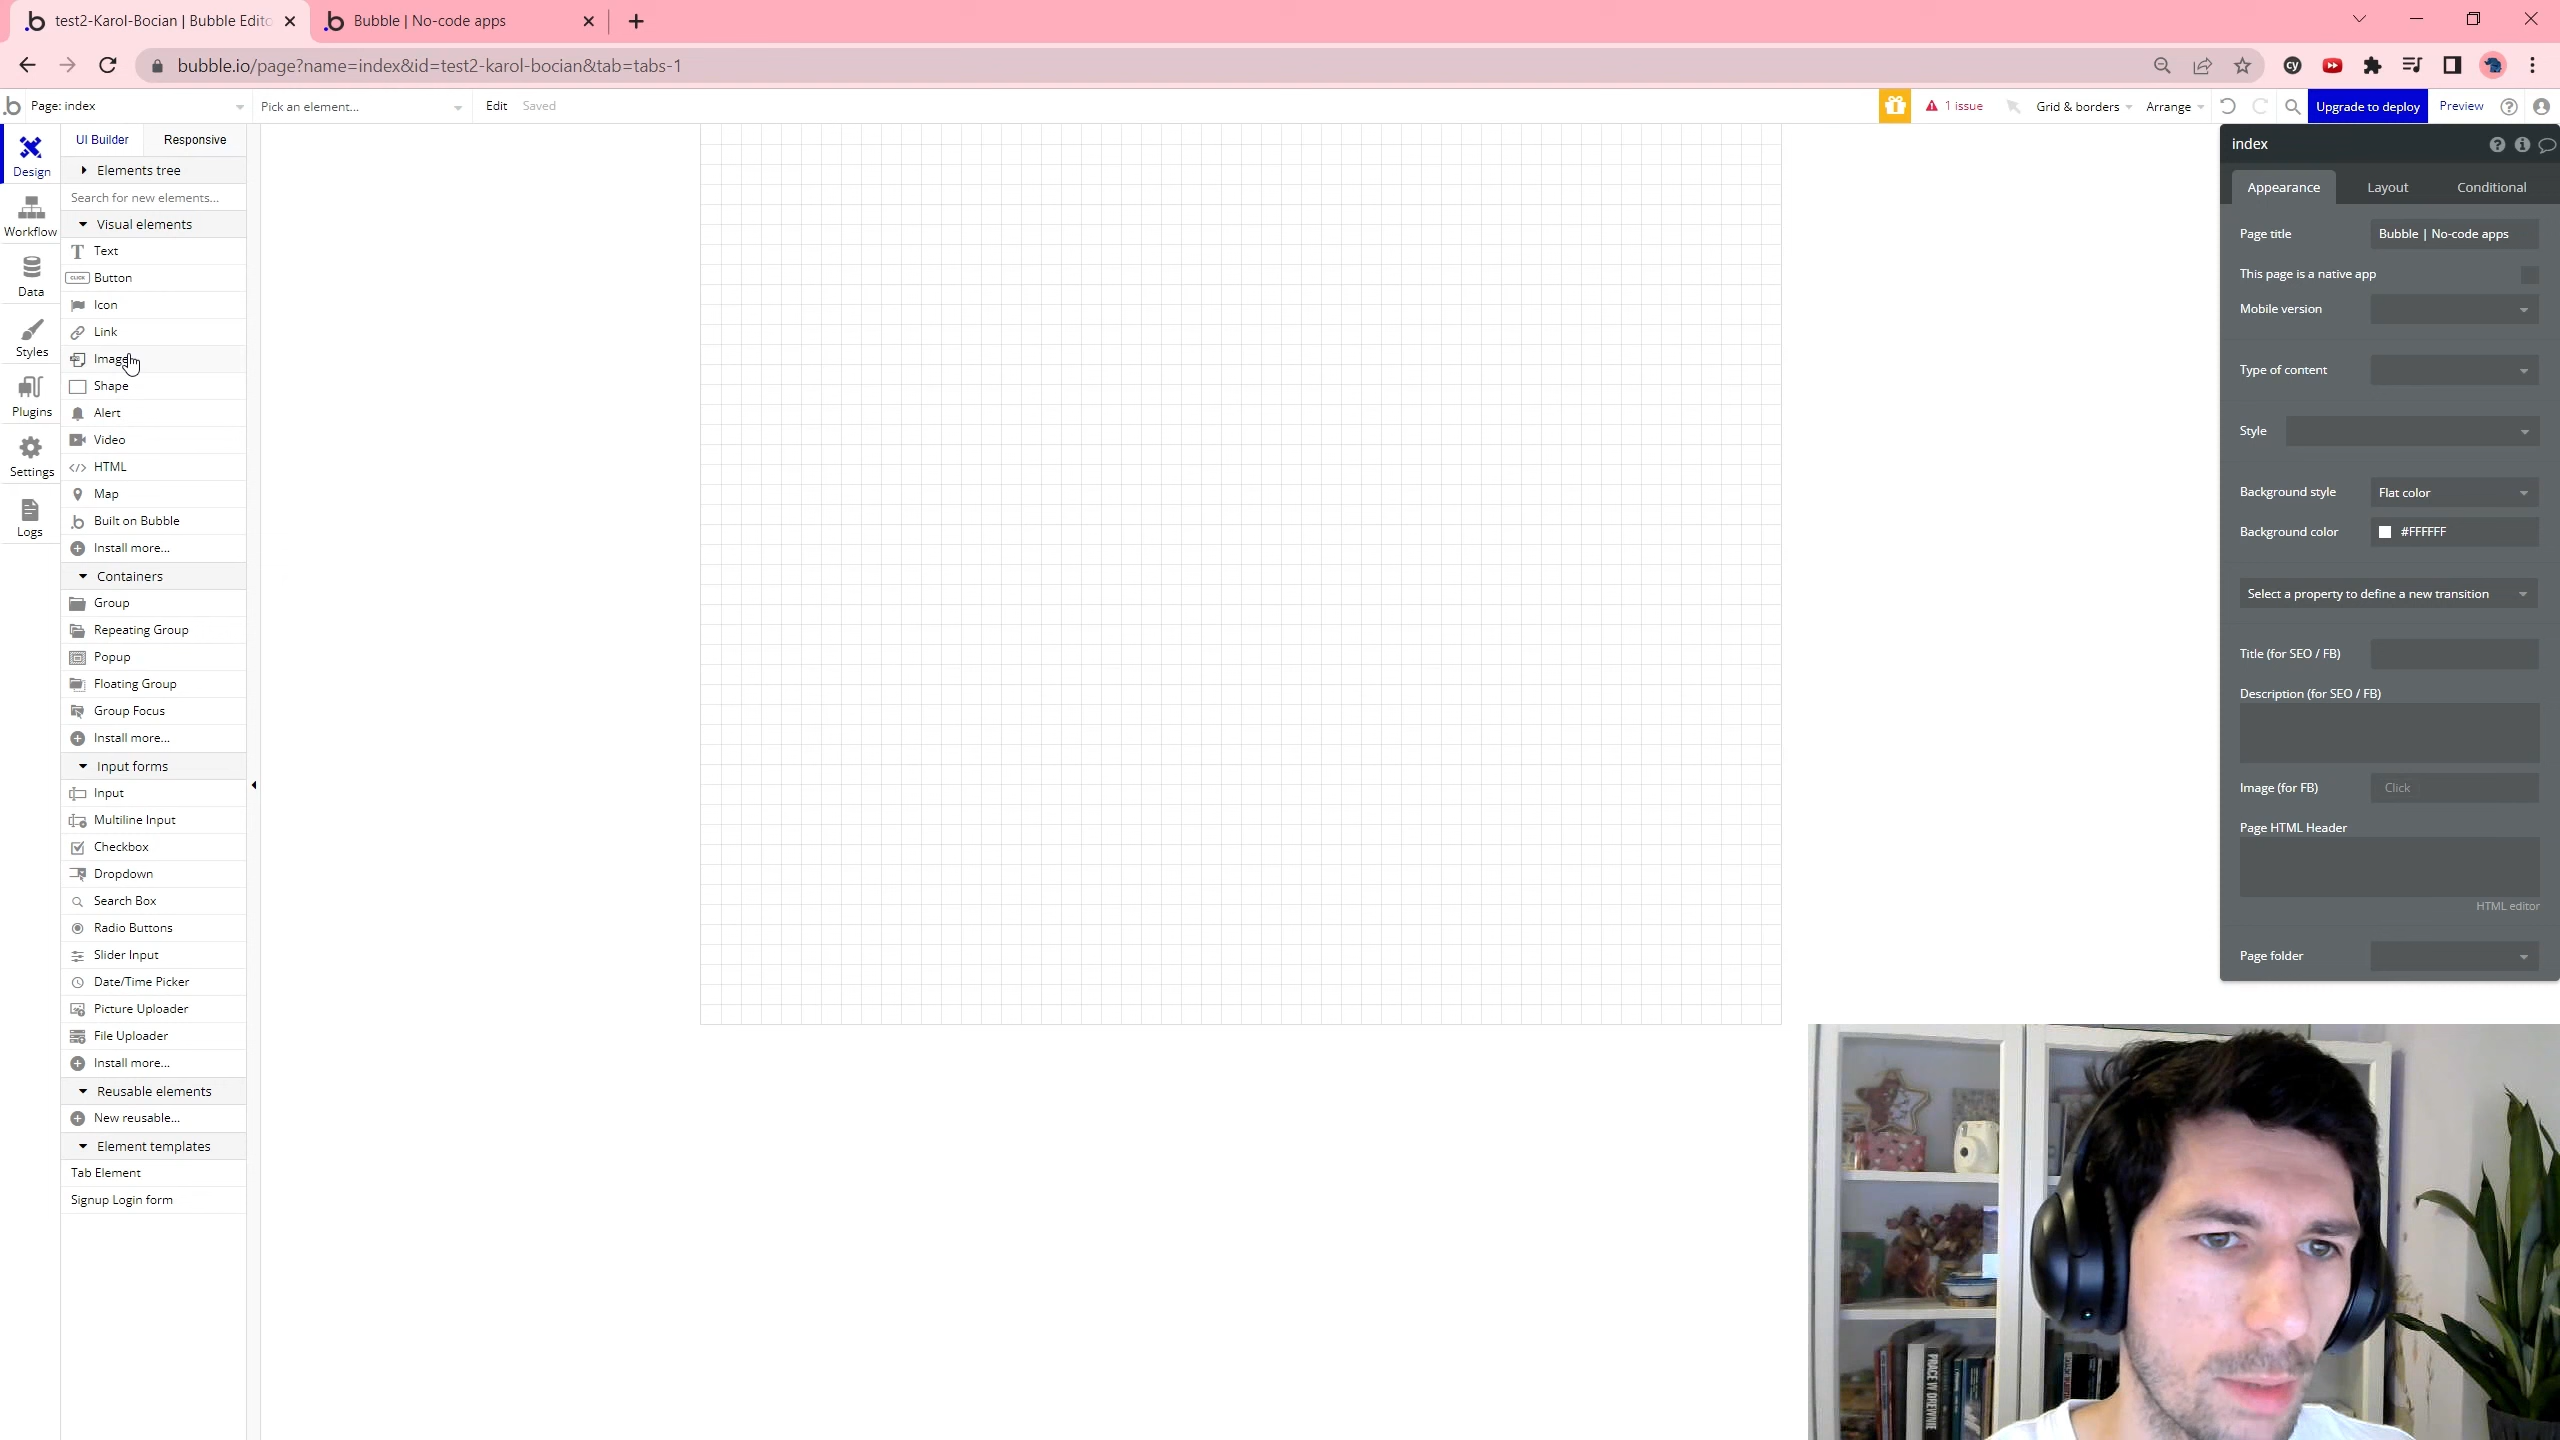 test2-Karol-Bocian | Bubble Edito
Bubble | No-code apps
bubble.io/page?name=index&id=test2-karol-bocian&tab=tabs-1
Page: index
Pick an element...
Edit
Saved
1 issue
Grid & borders
Arrange
Upgrade to deploy
Preview
Design
Workflow
Data
Styles
Plugins
Settings
Logs
UI Builder
Responsive
Elements tree
Search for new elements...
Visual elements
Text
CLICK Button
Icon
Link
Image
Shape
Alert
Video
HTML
Map
Built on Bubble
Install more...
Containers
Group
Repeating Group
Popup
Floating Group
Group Focus
Install more...
Input forms
Input
Multiline Input
Checkbox
Dropdown
Search Box
Radio Buttons
Slider Input
Date/Time Picker
Picture Uploader
File Uploader
Install more...
Reusable elements
New reusable...
Element templates
Tab Element
Signup Login form
index
Appearance
Layout
Conditional
Page title
Bubble | No-code apps
This page is a native app
Mobile version
Type of content
Style
Background style
Flat color
Background color
#FFFFFF
Select a property to define a new transition
Title (for SEO / FB)
Description (for SEO / FB)
Image (for FB)
Click
Page HTML Header
HTML editor
Page folder
PRACE W DREWNIE